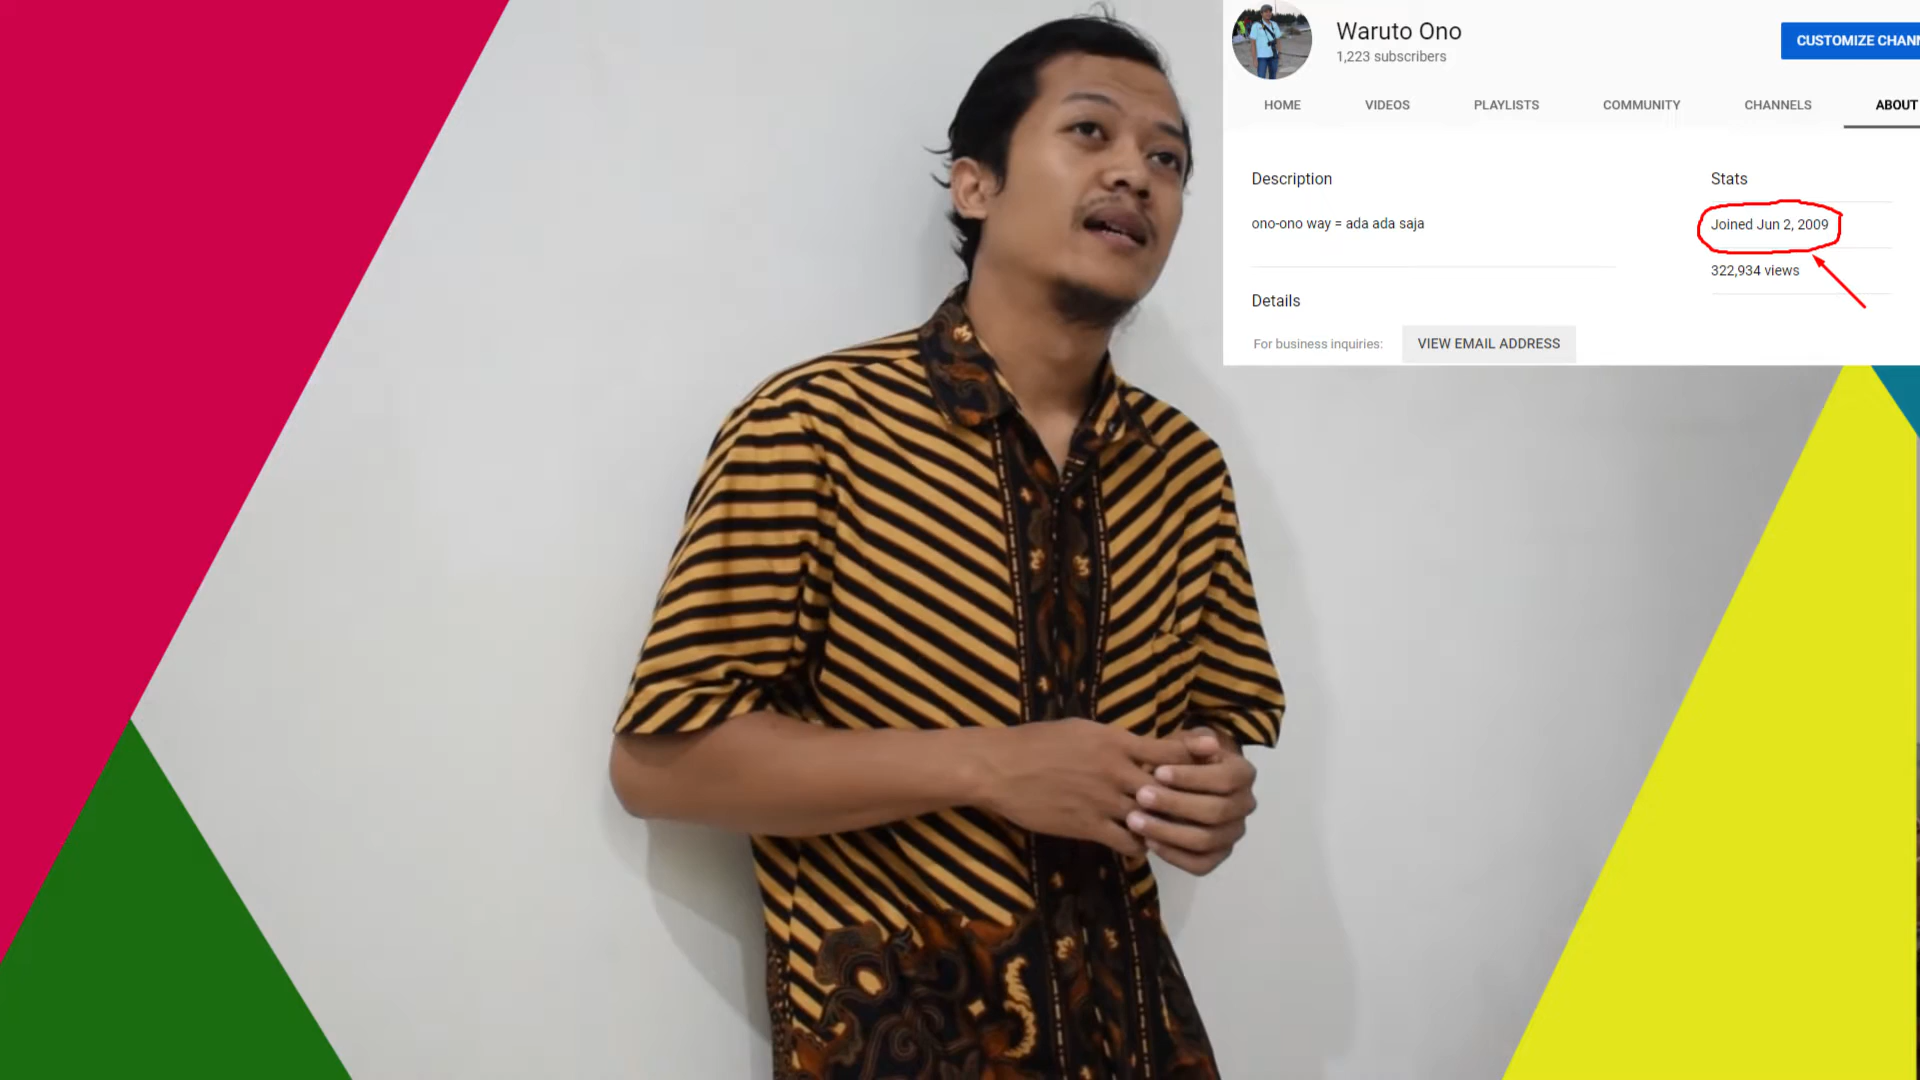 Waruto Ono
1,223 subscribers
CUSTOMIZE CHAN
HOME VIDEOS PLAYLISTS COMMUNITY CHANNELS ABOUT
Description
ono-ono way = ada ada saja
Stats
Joined Jun 2, 2009
322,934 views
Details
For business inquiries: VIEW EMAIL ADDRESS